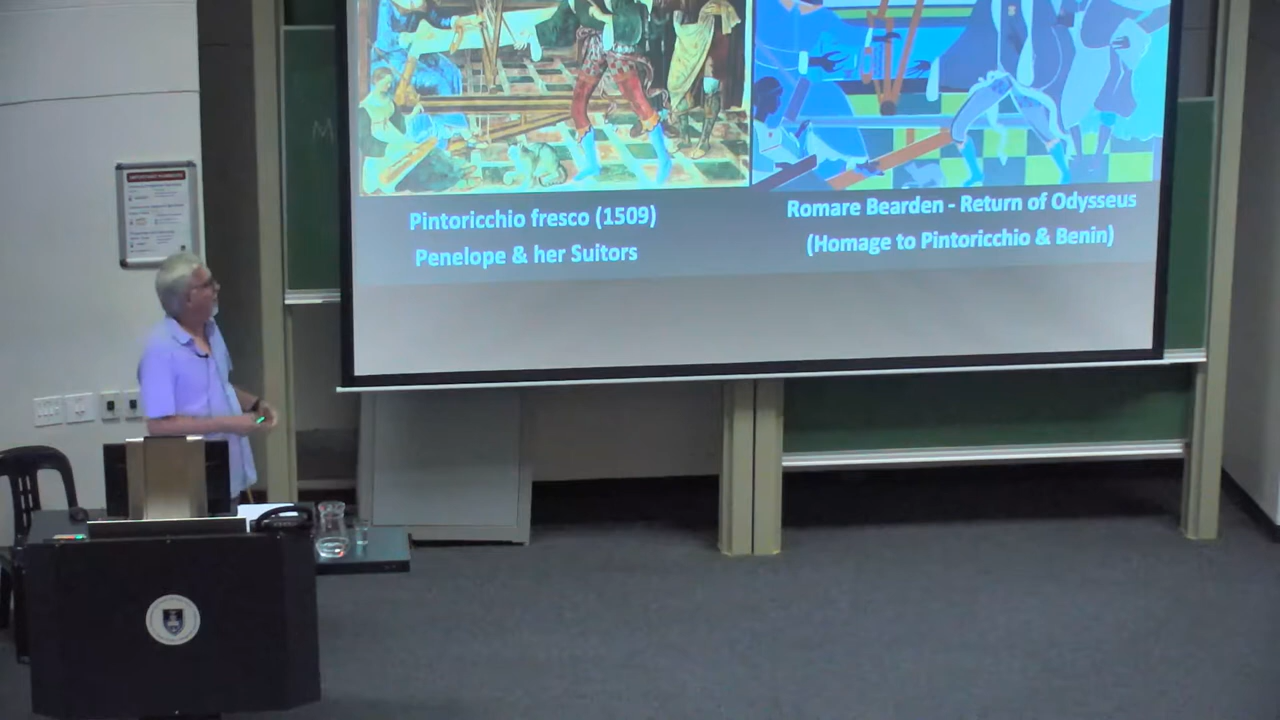 Pintoricchio fresco (1509)
Penelope & her Suitors
Romare Bearden - Return of Odysseus
(Homage to Pintoricchio & Benin)